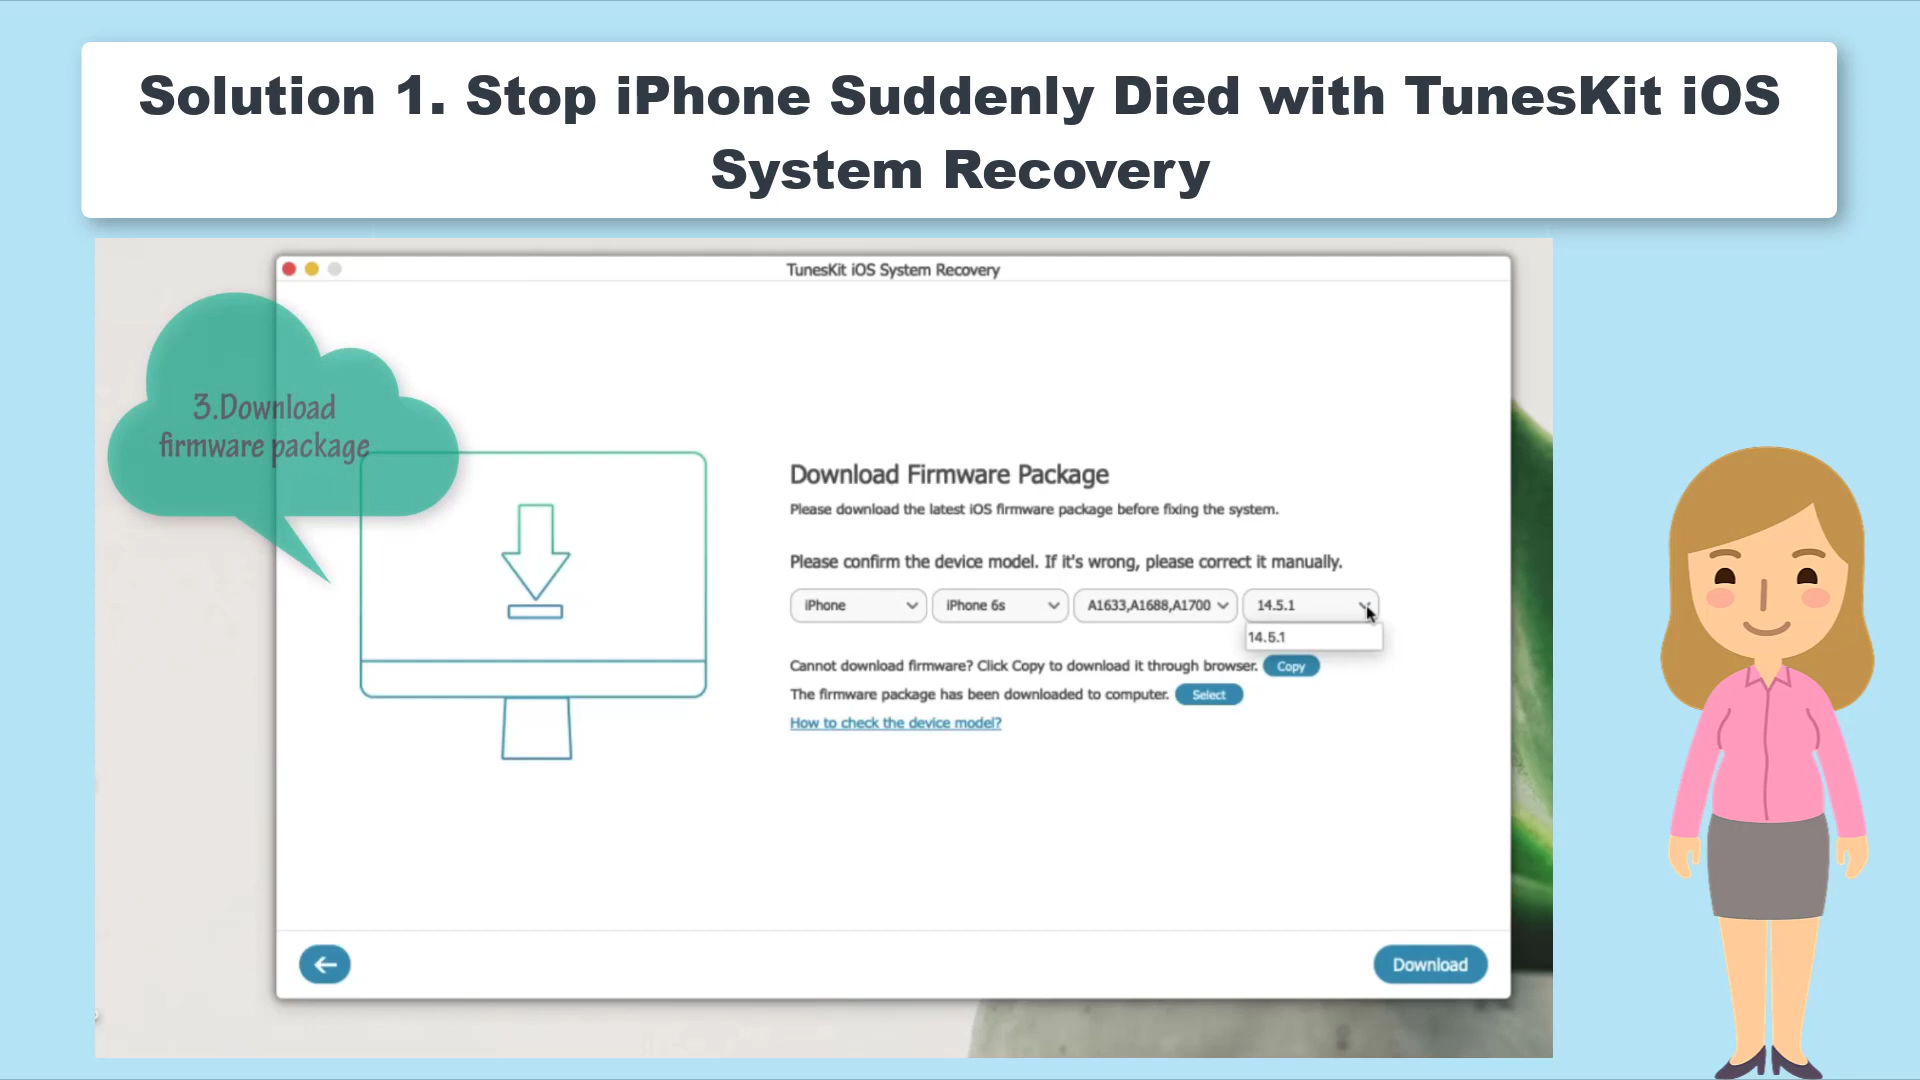 Solution 1. Stop iPhone Suddenly Died with TunesKit iOS
System Recovery
TunesKit iOS System Recovery
3.Download
firmware package
Download Firmware Package
Please download the latest iOS firmware package before fixing the system.
Please confirm the device model. If it's wrong, please correct it manually.
iPhone iPhone 6s A1633,A1688,A1700 14.5.1
14.5.1
Cannot download firmware? Click Copy to download it through browser. Copy
The firmware package has been downloaded to computer. Select
How to check the device model?
Download